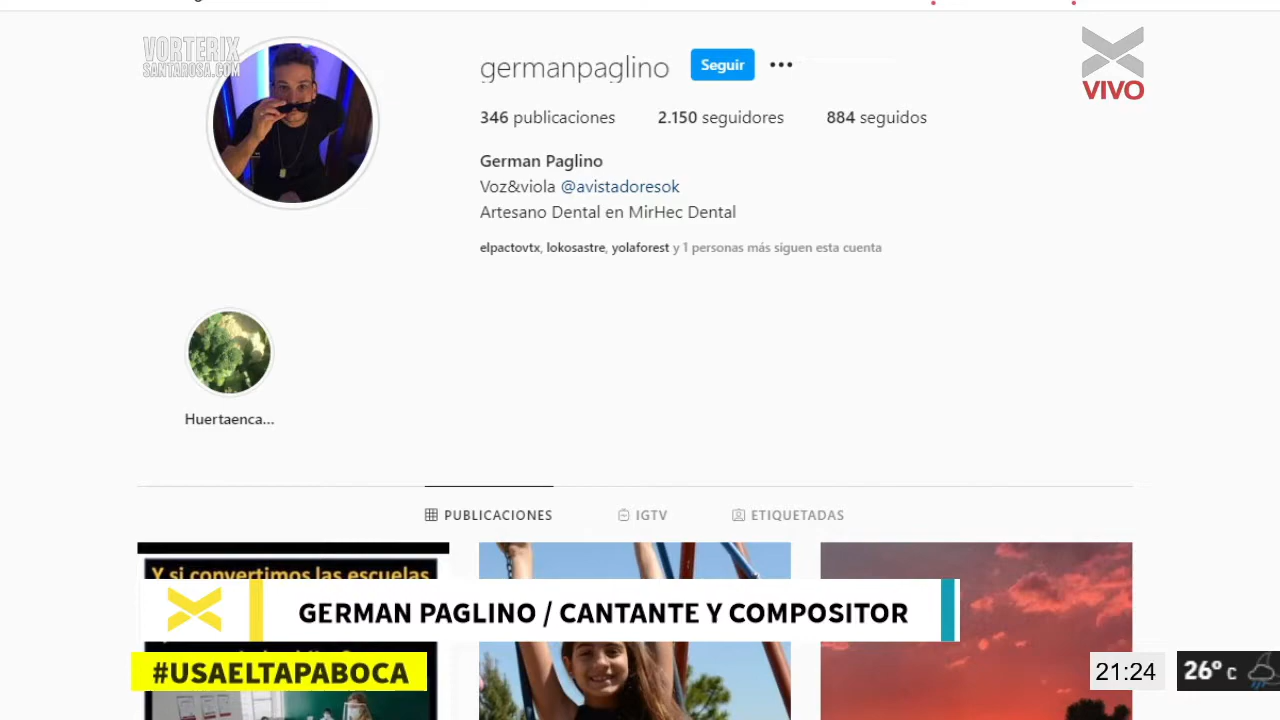 VORTERIX
SANTAROSA.COM
germanpaglino
Seguir
VIVO
346 publicaciones
2.150 seguidores
884 seguidos
German Paglino
Voz&viola @avistadoresok
Artesano Dental en MirHec Dental
elpactovtx, lokosastre, yolaforest y 1 personas más siguen esta cuenta
Huertaenca...
PUBLICACIONES
IGTV
ETIQUETADAS
Y si convertimos las escuelas
GERMAN PAGLINO / CANTANTE Y COMPOSITOR
#USAELTAPABOCA
21:24
26º c